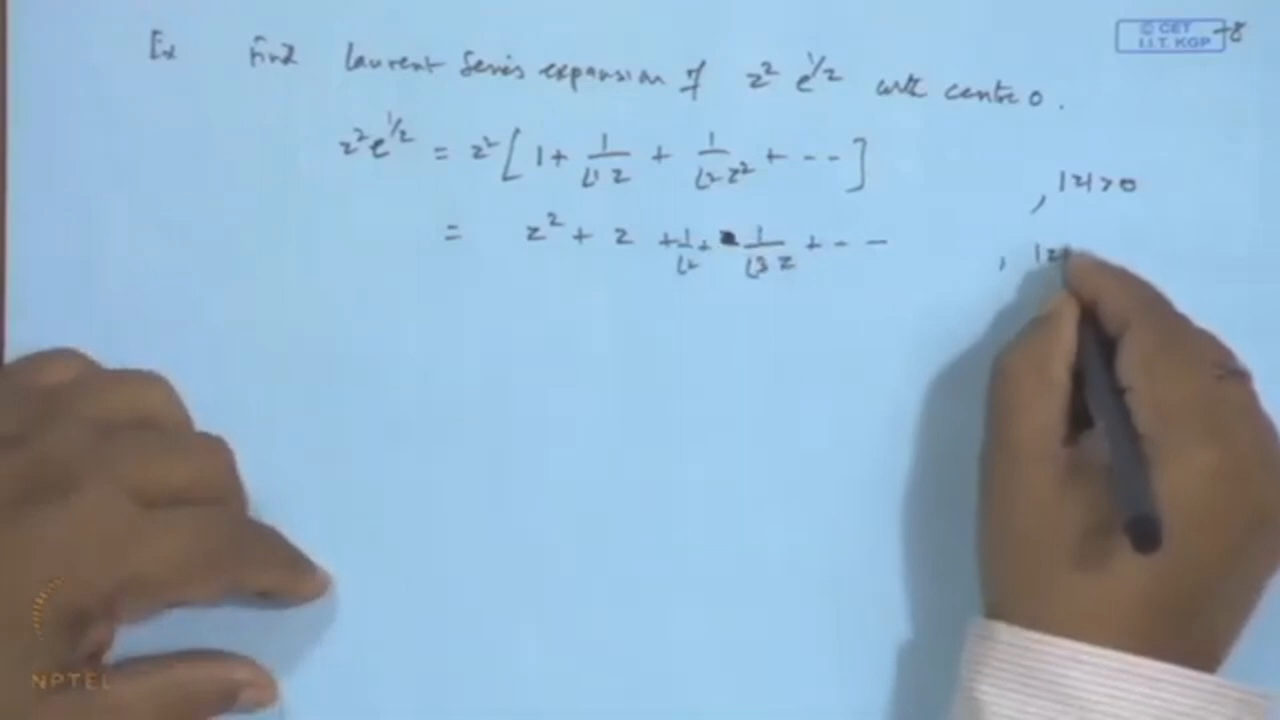 © CET
I.I.T. KGP
-8
Ex Find Laurent Series expansion of z² e^{1/z} with centre 0.
z² e^{1/z} = z² [ 1 + 1/(⌊1 z) + 1/(⌊2 z²) + -- ] , |z| > 0
= z² + z + 1/⌊2 + 1/(⌊3 z) + -- , |z|
NPTEL